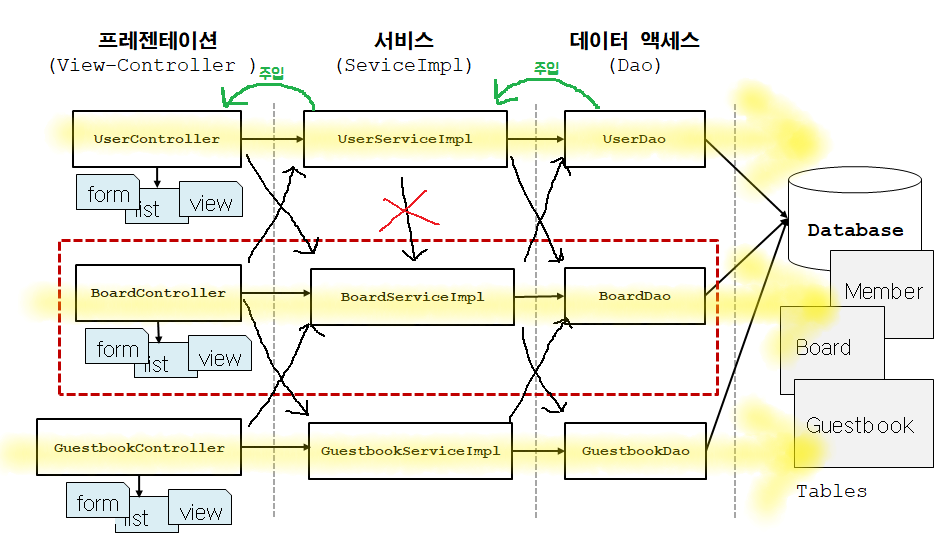 프레젠테이션
(View-Controller )
서비스
(SeviceImpl)
데이터 액세스
(Dao)
주입
주입
UserController
UserServiceImpl
UserDao
form
list
view
Database
BoardController
BoardServiceImpl
BoardDao
form
list
view
Member
Board
Guestbook
GuestbookController
GuestbookServiceImpl
GuestbookDao
form
list
view
Tables